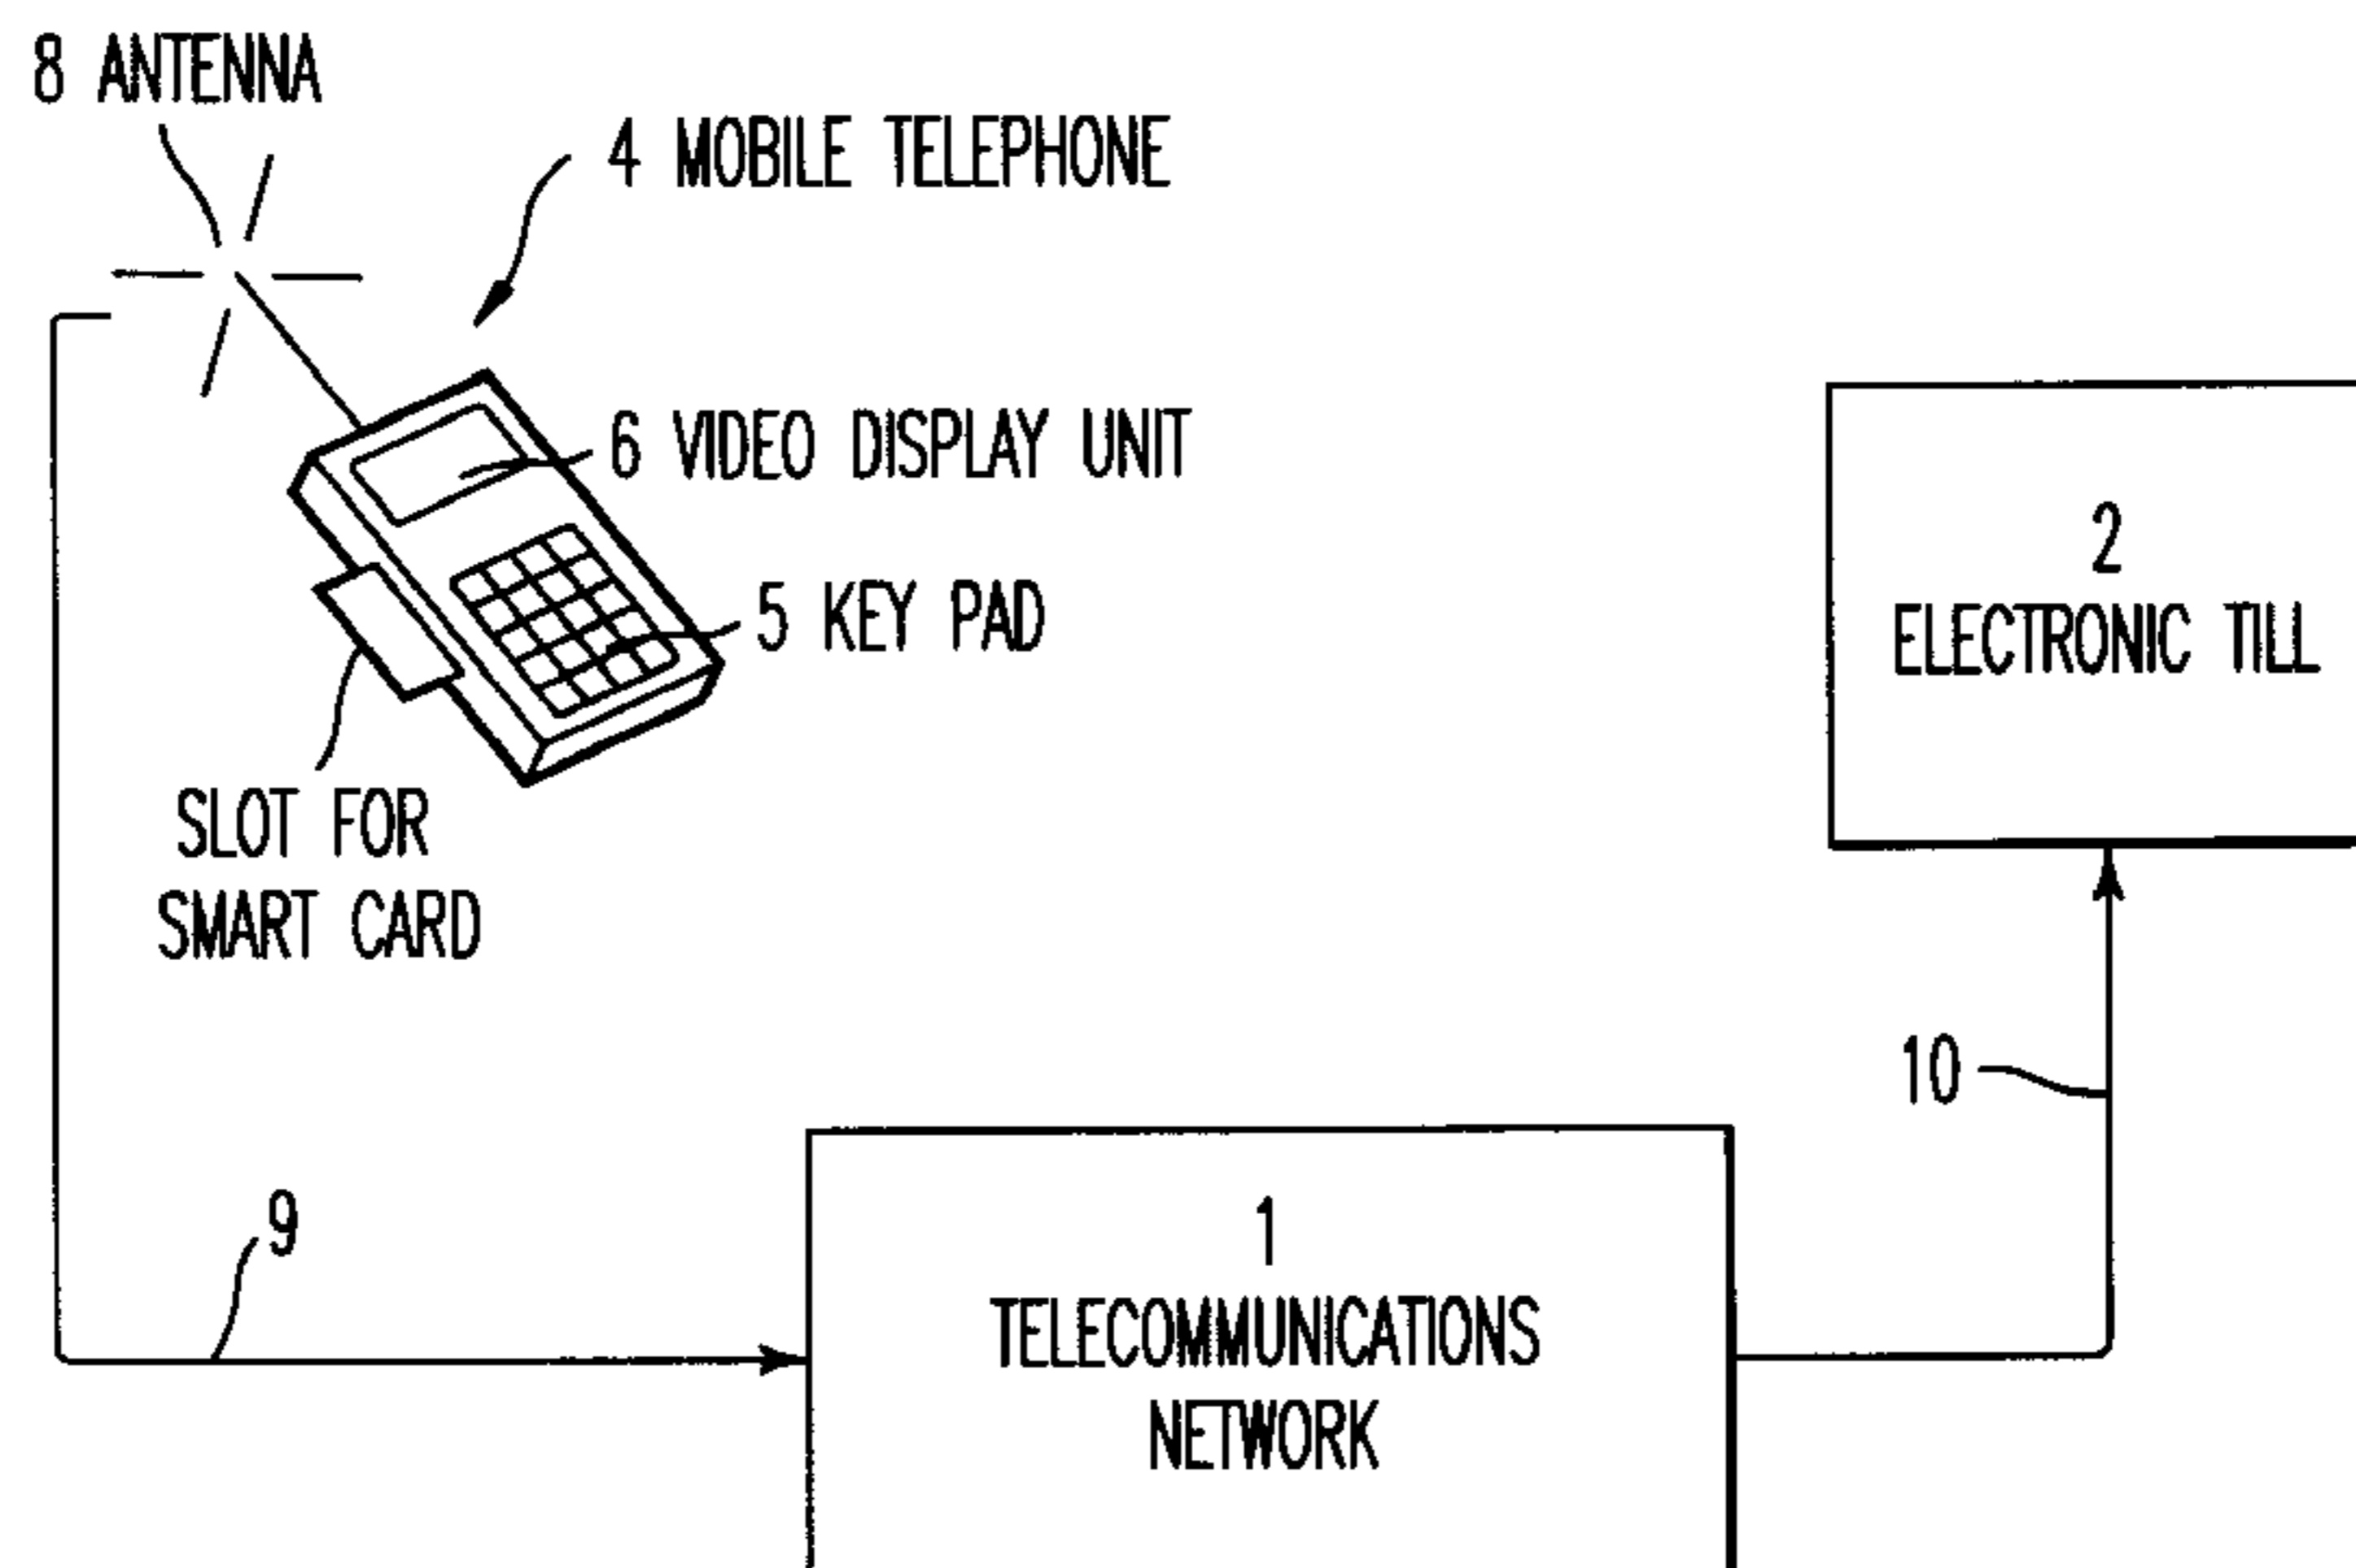 8 ANTENNA
4 MOBILE TELEPHONE
6 VIDEO DISPLAY UNIT
5 KEY PAD
SLOT FOR
SMART CARD
2
ELECTRONIC TILL
10
9
1
TELECOMMUNICATIONS
NETWORK